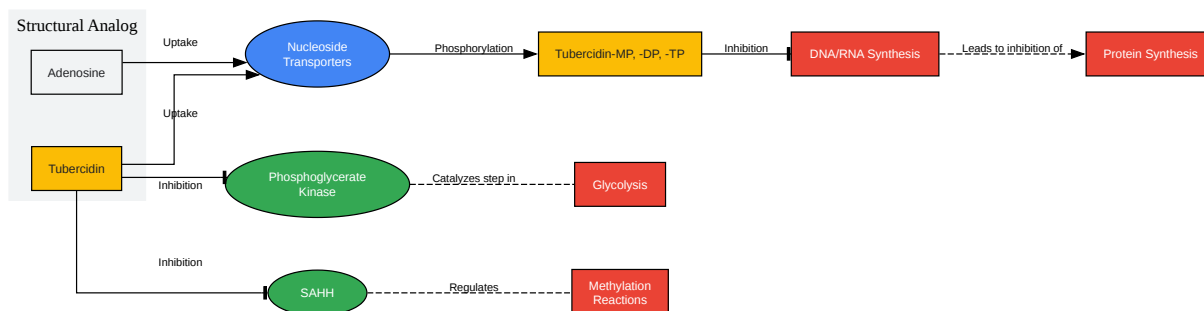 Structural Analog
Adenosine
Tubercidin
Uptake
Uptake
Inhibition
Inhibition
Nucleoside
Transporters
Phosphorylation
Tubercidin-MP, -DP, -TP
Inhibition
DNA/RNA Synthesis
Leads to inhibition of
Protein Synthesis
Phosphoglycerate
Kinase
Catalyzes step in
Glycolysis
SAHH
Regulates
Methylation
Reactions